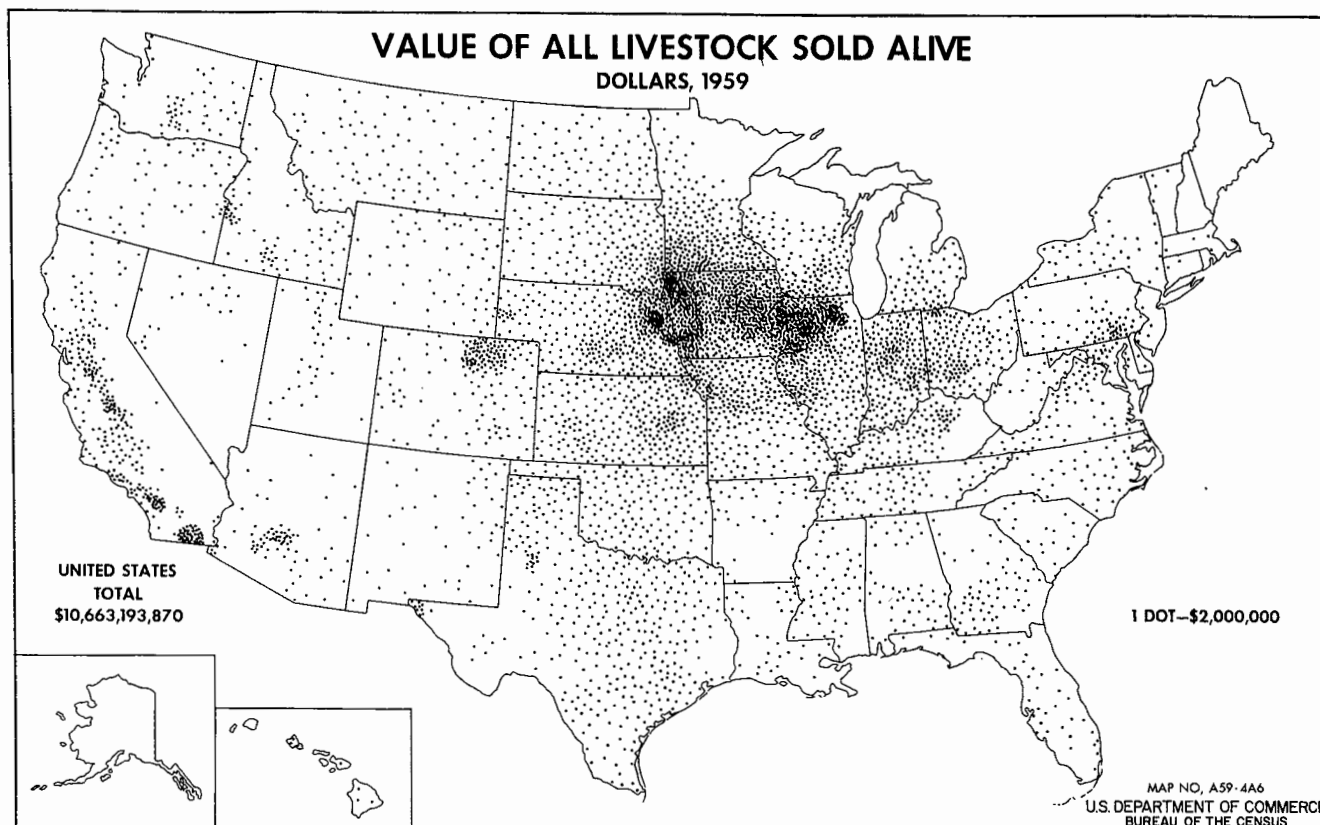 VALUE OF ALL LIVESTOCK SOLD ALIVE
DOLLARS, 1959
UNITED STATES
TOTAL
$10,663,193,870
1 DOT—$2,000,000
MAP NO, A59-4A6
U.S. DEPARTMENT OF COMMERCE
BUREAU OF THE CENSUS